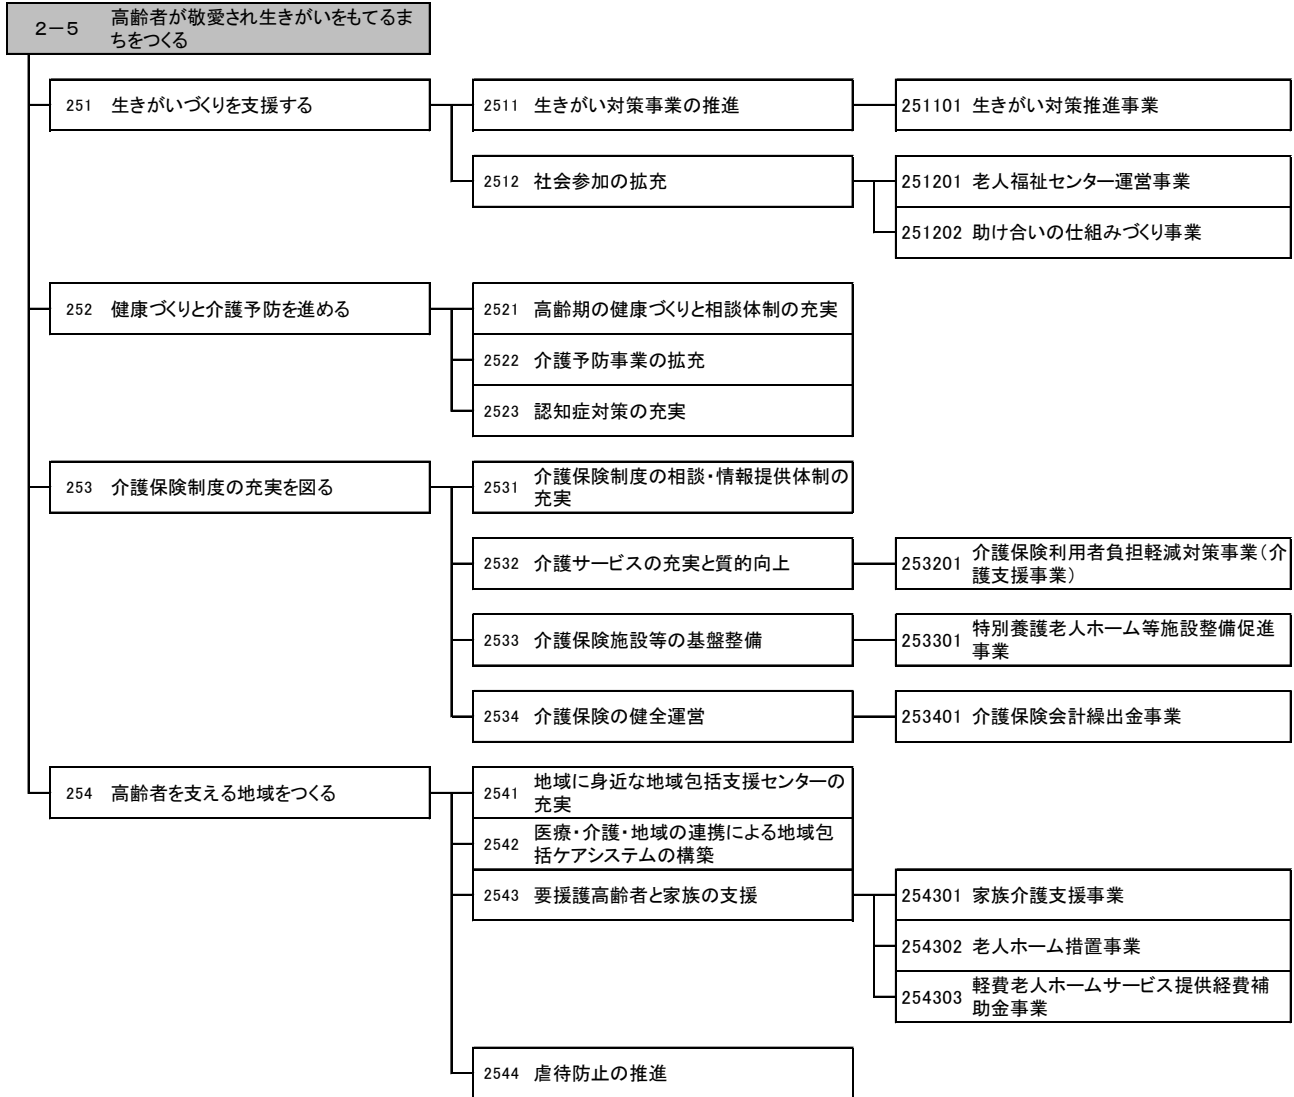 2－5 高齢者が敬愛され生きがいをもてるま
ちをつくる
251 生きがいづくりを支援する
2511 生きがい対策事業の推進
251101 生きがい対策推進事業
2512 社会参加の拡充
251201 老人福祉センター運営事業
251202 助け合いの仕組みづくり事業
252 健康づくりと介護予防を進める
2521 高齢期の健康づくりと相談体制の充実
2522 介護予防事業の拡充
2523 認知症対策の充実
253 介護保険制度の充実を図る
2531 介護保険制度の相談・情報提供体制の
充実
2532 介護サービスの充実と質的向上
253201 介護保険利用者負担軽減対策事業（介
護支援事業）
2533 介護保険施設等の基盤整備
253301 特別養護老人ホーム等施設整備促進
事業
2534 介護保険の健全運営
253401 介護保険会計繰出金事業
254 高齢者を支える地域をつくる
2541 地域に身近な地域包括支援センターの
充実
2542 医療・介護・地域の連携による地域包
括ケアシステムの構築
2543 要援護高齢者と家族の支援
254301 家族介護支援事業
254302 老人ホーム措置事業
254303 軽費老人ホームサービス提供経費補
助金事業
2544 虐待防止の推進